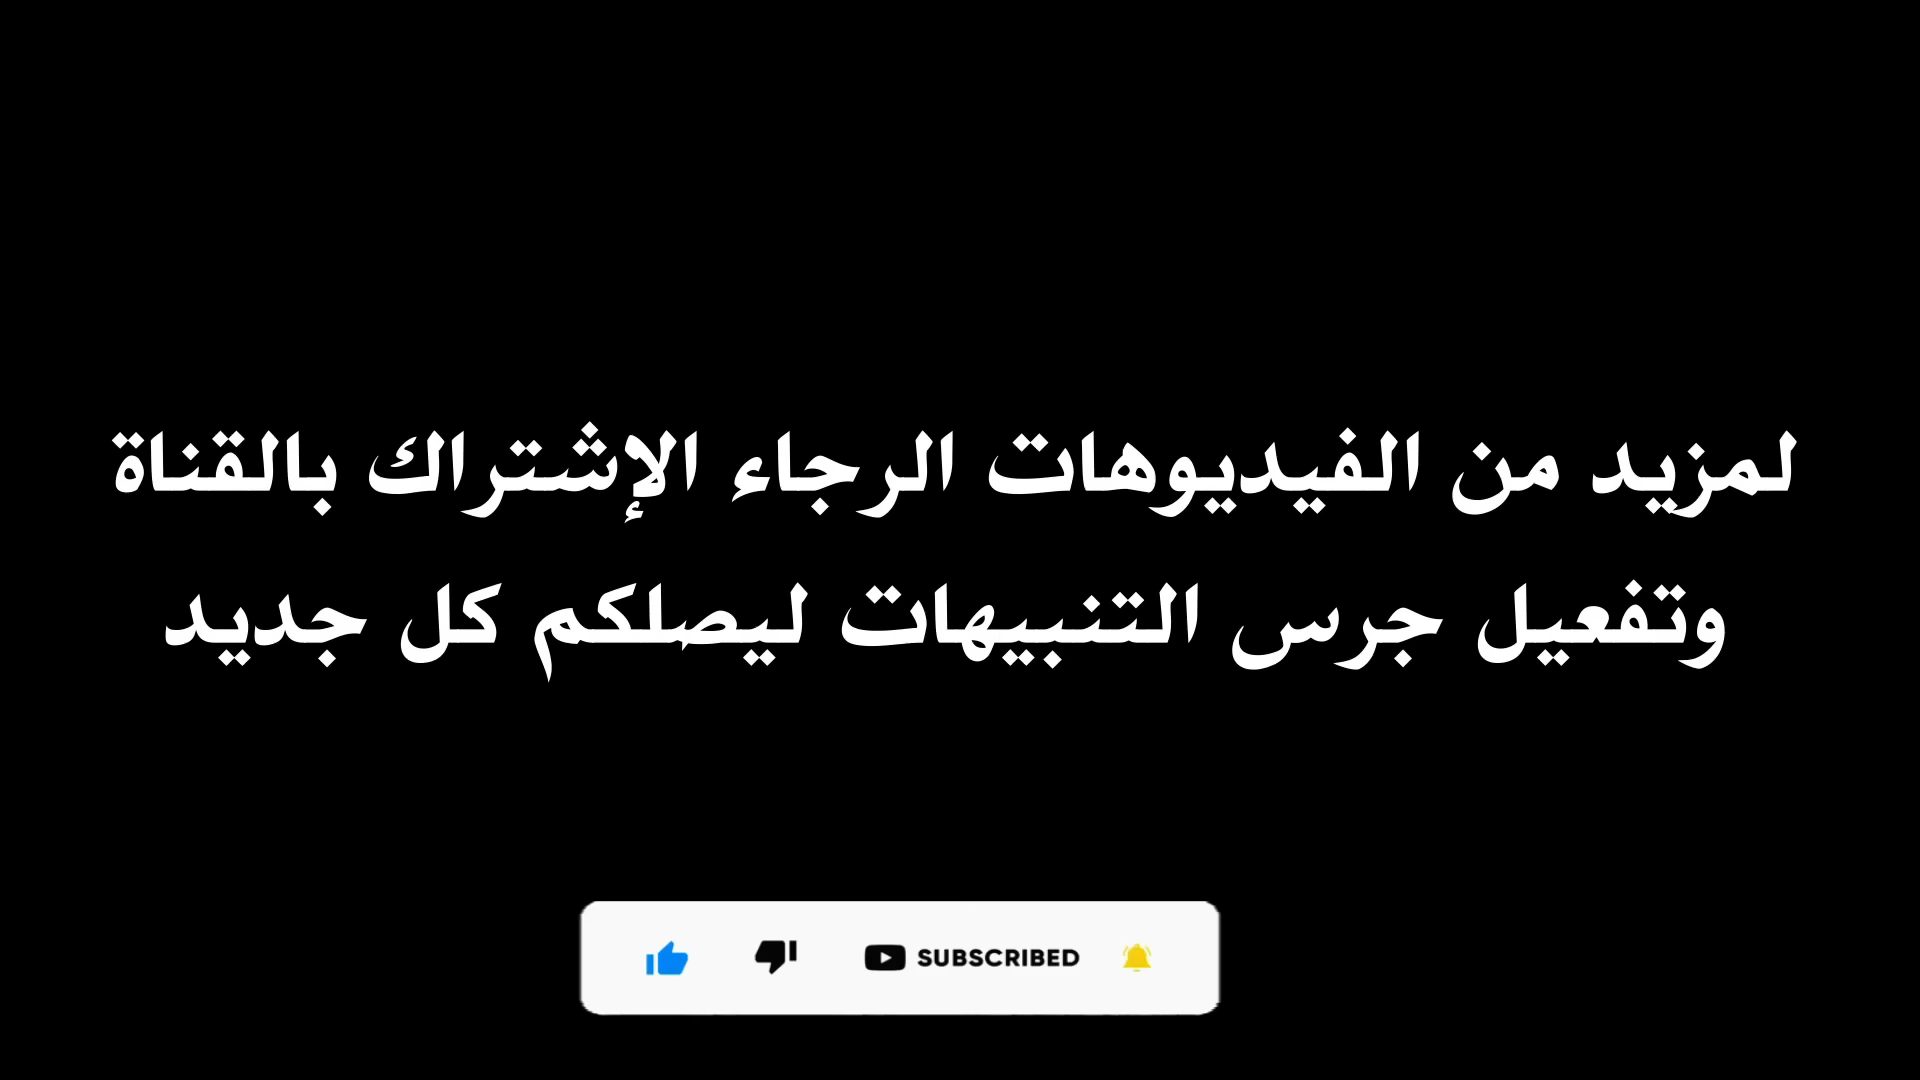 لمزيد من الفيديوهات الرجاء الإشتراك بالقناة
وتفعيل جرس التنبيهات ليصلكم كل جديد
SUBSCRIBED